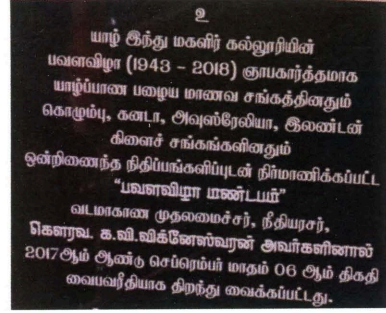 உ
யாழ் இந்து மகளிர் கல்லூரியின்
பவளவிழா (1943 - 2018) ஞாபகார்த்தமாக
யாழ்ப்பாண பழைய மாணவ சங்கத்தினதும்
கொழும்பு, கனடா, அவுஸ்ரேலியா, இலண்டன்
கிளைச் சங்கங்களினதும்
ஒன்றிணைந்த நிதிப்பங்களிப்புடன் நிர்மாணிக்கப்பட்ட
“பவளவிழா மண்டபம்”
வடமாகாண முதலமைச்சர், நீதியரசர்,
கௌரவ. க.வி.விக்னேஸ்வரன் அவர்களினால்
2017ஆம் ஆண்டு செப்ரெம்பர் மாதம் 06 ஆம் திகதி
வைபவரீதியாக திறந்து வைக்கப்பட்டது.